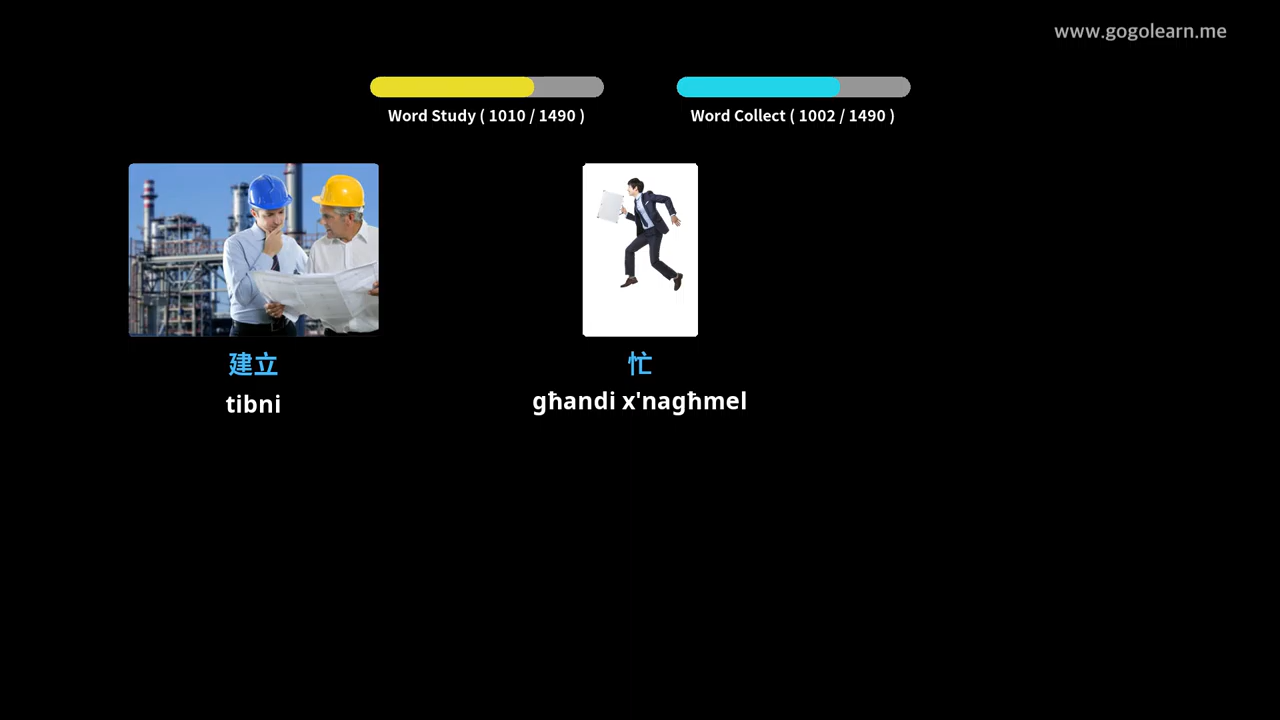 www.gogolearn.me
Word Study ( 1010 / 1490 )
Word Collect ( 1002 / 1490 )
建立
tibni
忙
għandi x'nagħmel